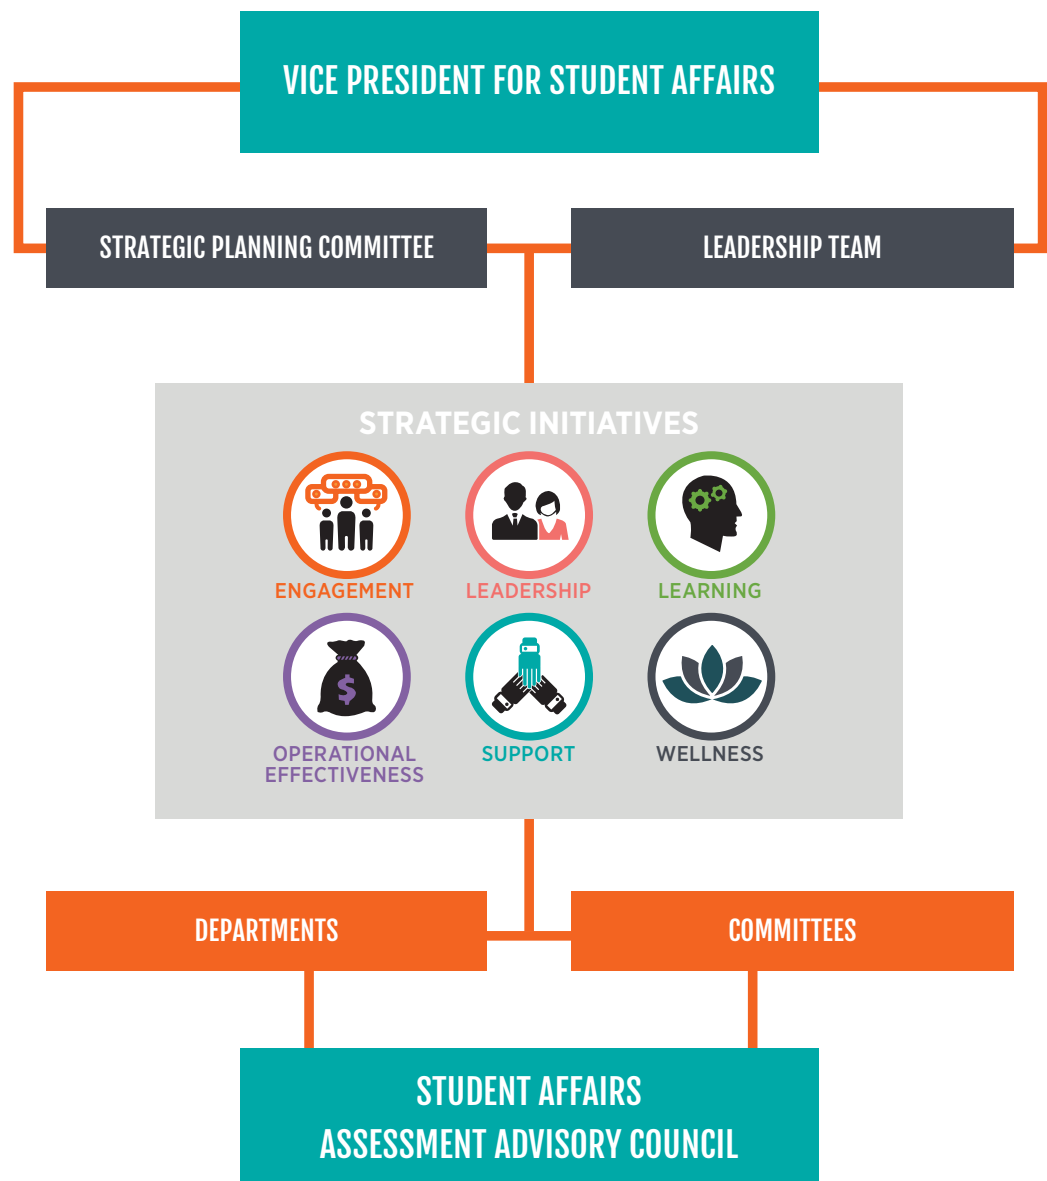 VICE PRESIDENT FOR STUDENT AFFAIRS
STRATEGIC PLANNING COMMITTEE
LEADERSHIP TEAM
STRATEGIC INITIATIVES
ENGAGEMENT
LEADERSHIP
LEARNING
$
OPERATIONAL
EFFECTIVENESS
SUPPORT
WELLNESS
DEPARTMENTS
COMMITTEES
STUDENT AFFAIRS
ASSESSMENT ADVISORY COUNCIL